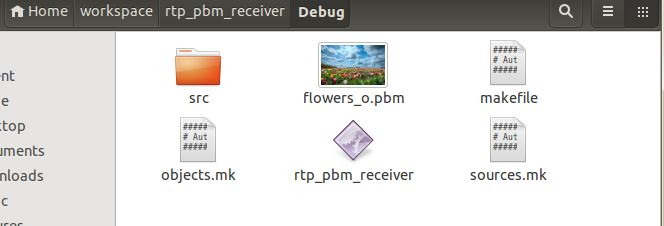 Home workspace rtp_pbm_receiver Debug
ent
e
ktop
uments
nloads
c
ures
#####
# Aut
#####
src
flowers_o.pbm
makefile
#####
# Aut
#####
#####
# Aut
#####
objects.mk
rtp_pbm_receiver
sources.mk